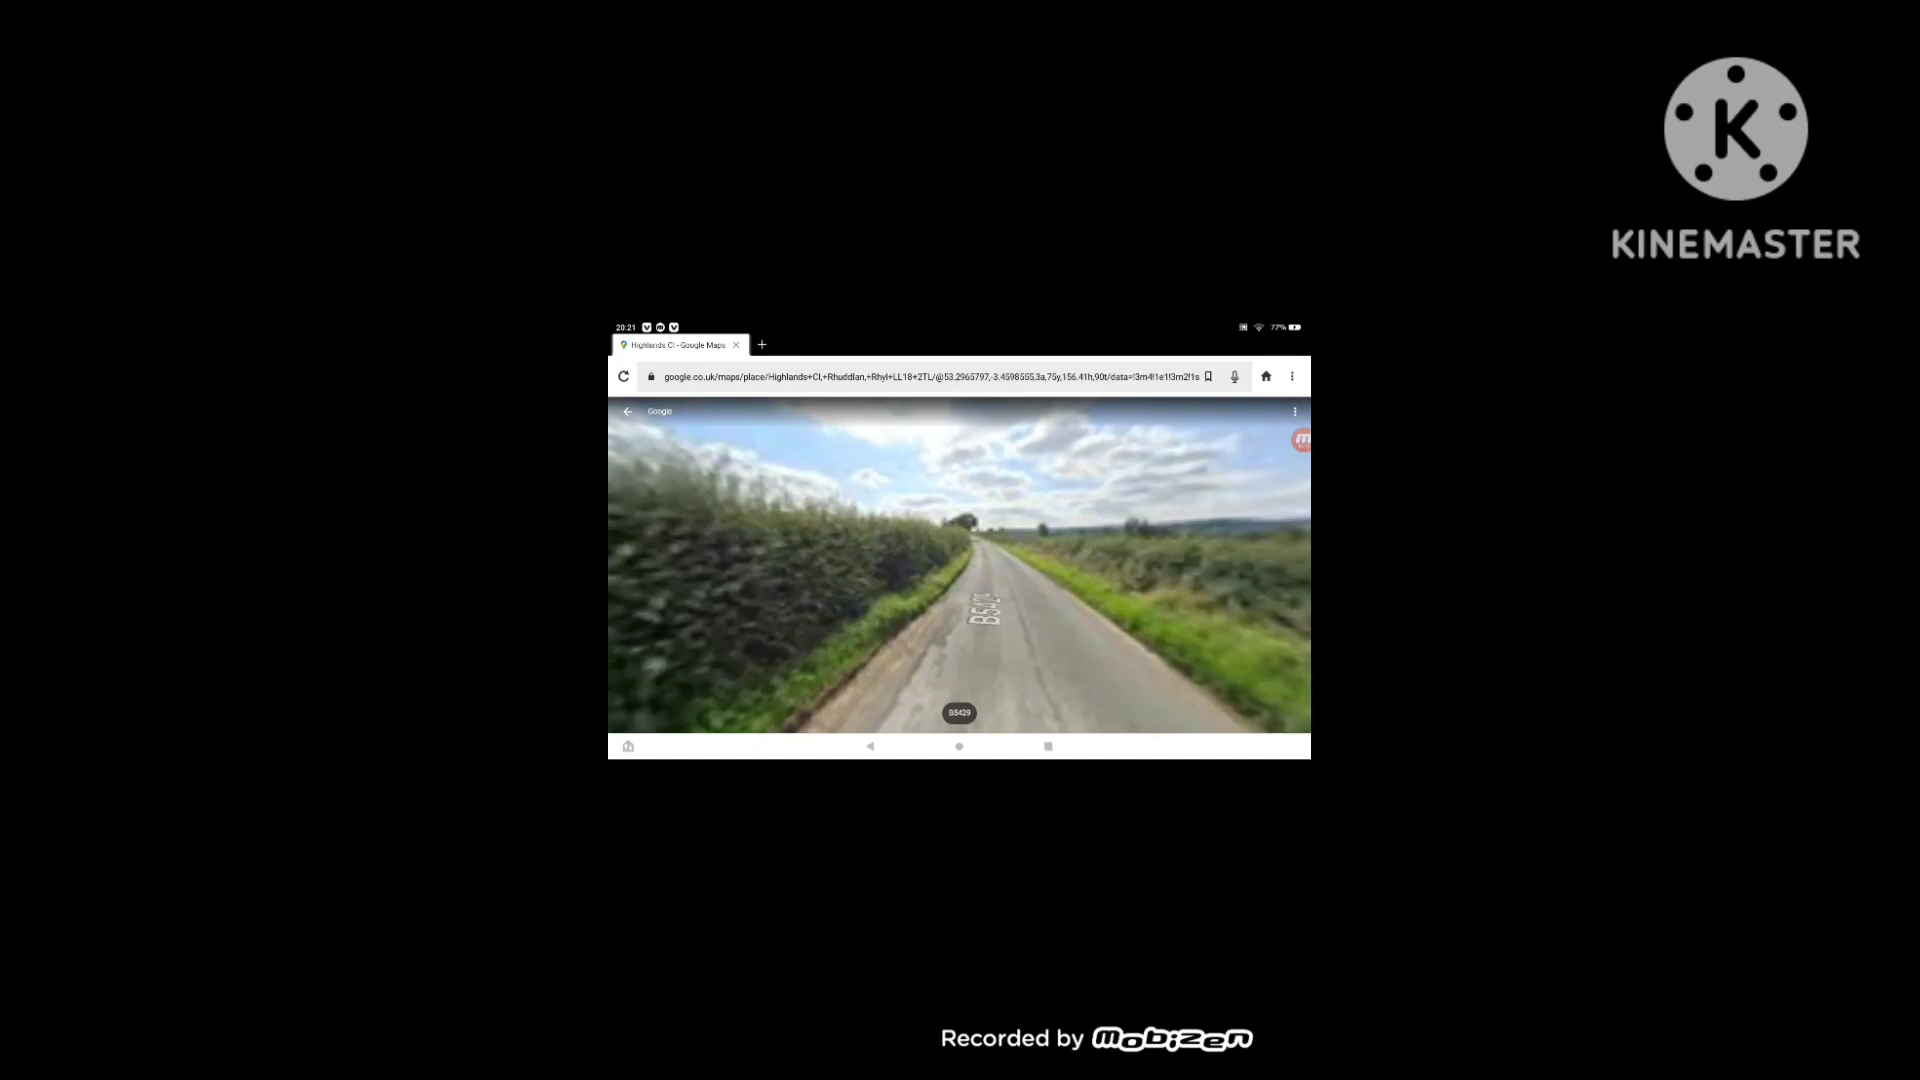 K
KINEMASTER
20:21
77%
Highlands Cl - Google Maps
google.co.uk/maps/place/Highlands+Cl,+Rhuddlan,+Rhyl+LL18+2TL/@53.2965797,-3.4598555,3a,75y,156.41h,90t/data=!3m4!1e1!3m2!1s
Google
B5429
B5429
Recorded by mobizen